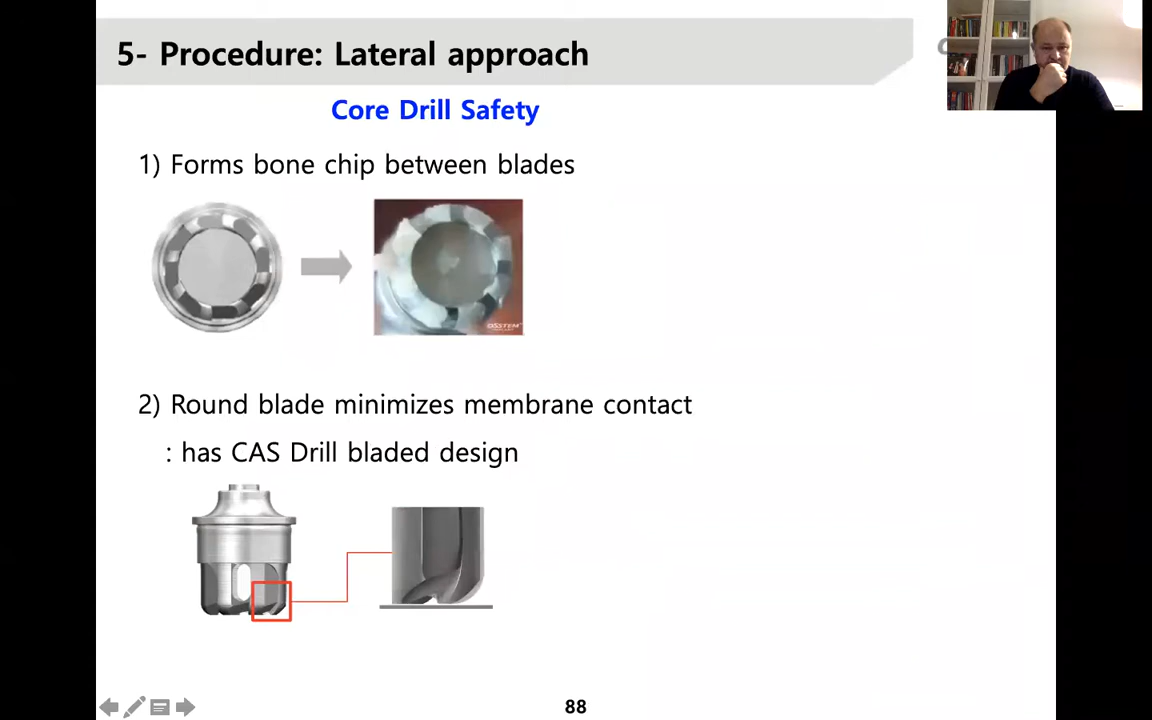 5- Procedure: Lateral approach
Core Drill Safety
1) Forms bone chip between blades
OSSTEM
2) Round blade minimizes membrane contact
: has CAS Drill bladed design
88